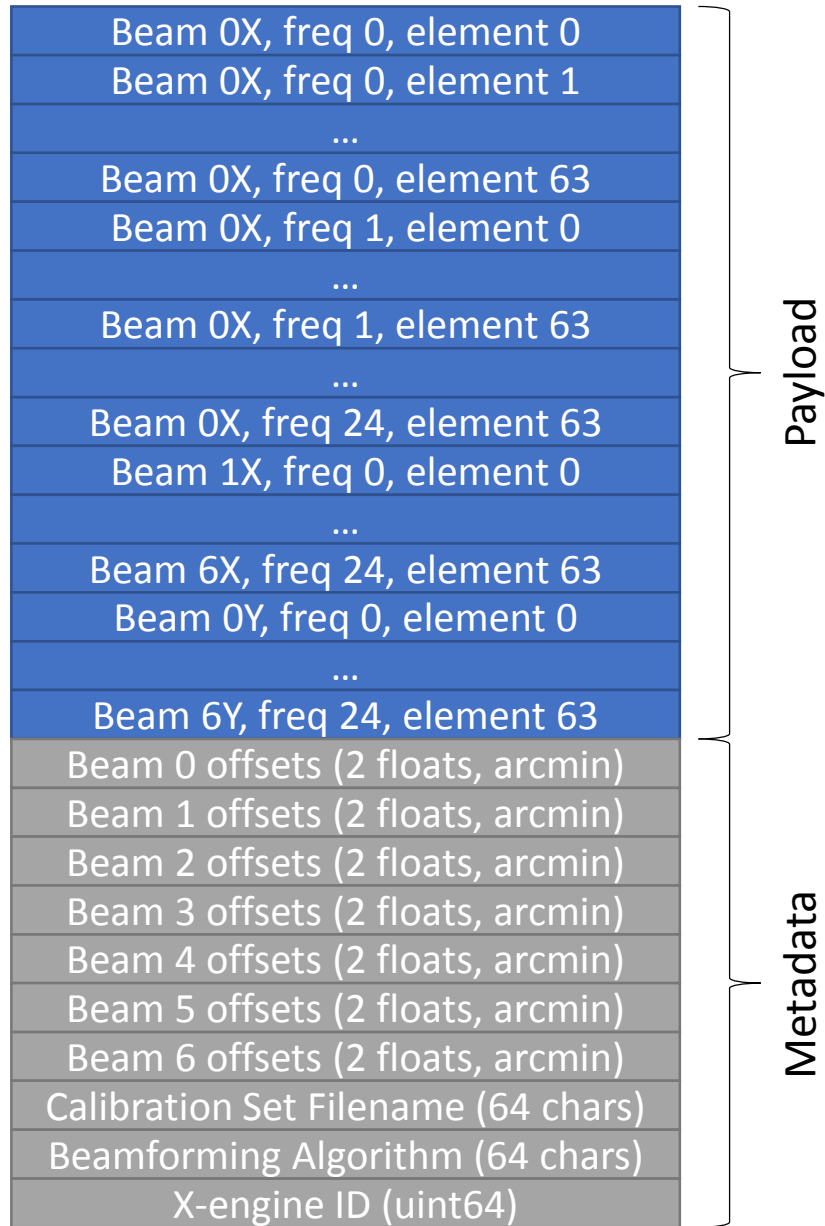 Beam 0X, freq 0, element 0
Beam 0X, freq 0, element 1
...
Beam 0X, freq 0, element 63
Beam 0X, freq 1, element 0
...
Beam 0X, freq 1, element 63
...
Beam 0X, freq 24, element 63
Beam 1X, freq 0, element 0
...
Beam 6X, freq 24, element 63
Beam 0Y, freq 0, element 0
...
Beam 6Y, freq 24, element 63
Payload
Beam 0 offsets (2 floats, arcmin)
Beam 1 offsets (2 floats, arcmin)
Beam 2 offsets (2 floats, arcmin)
Beam 3 offsets (2 floats, arcmin)
Beam 4 offsets (2 floats, arcmin)
Beam 5 offsets (2 floats, arcmin)
Beam 6 offsets (2 floats, arcmin)
Calibration Set Filename (64 chars)
Beamforming Algorithm (64 chars)
X-engine ID (uint64)
Metadata